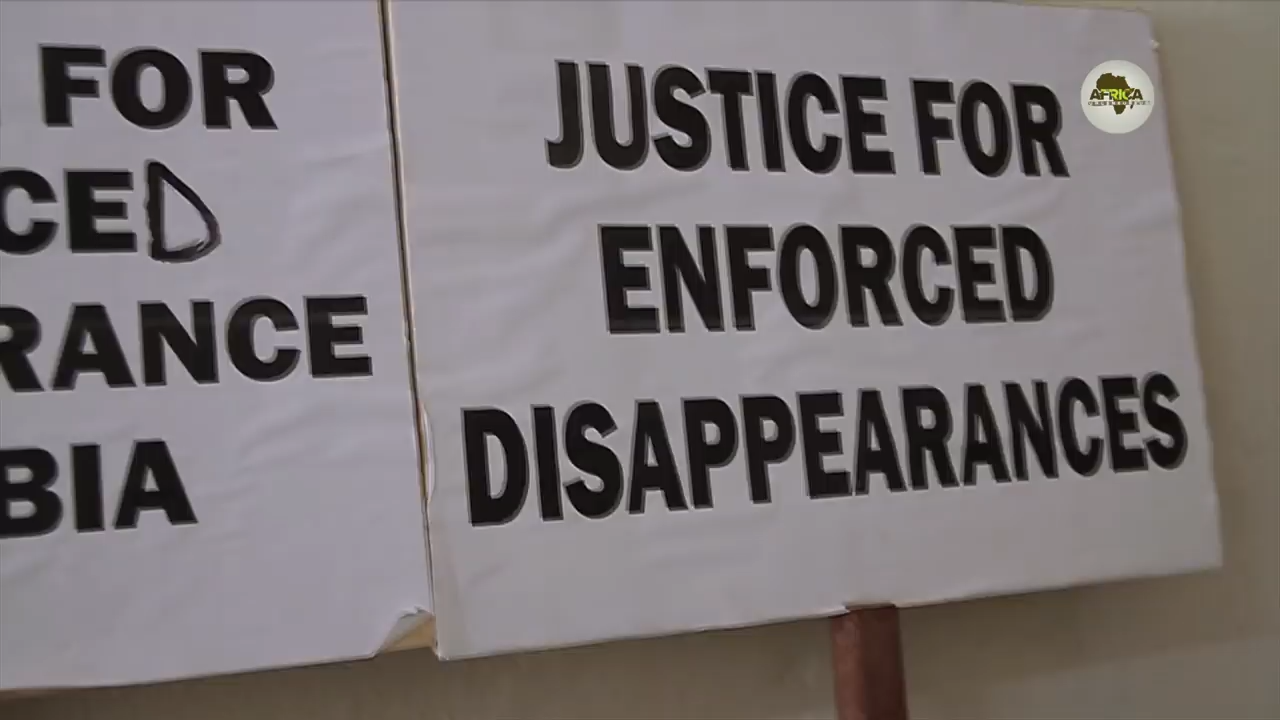 FOR
CED
RANCE
BIA
JUSTICE FOR
ENFORCED
DISAPPEARANCES
AFRICA